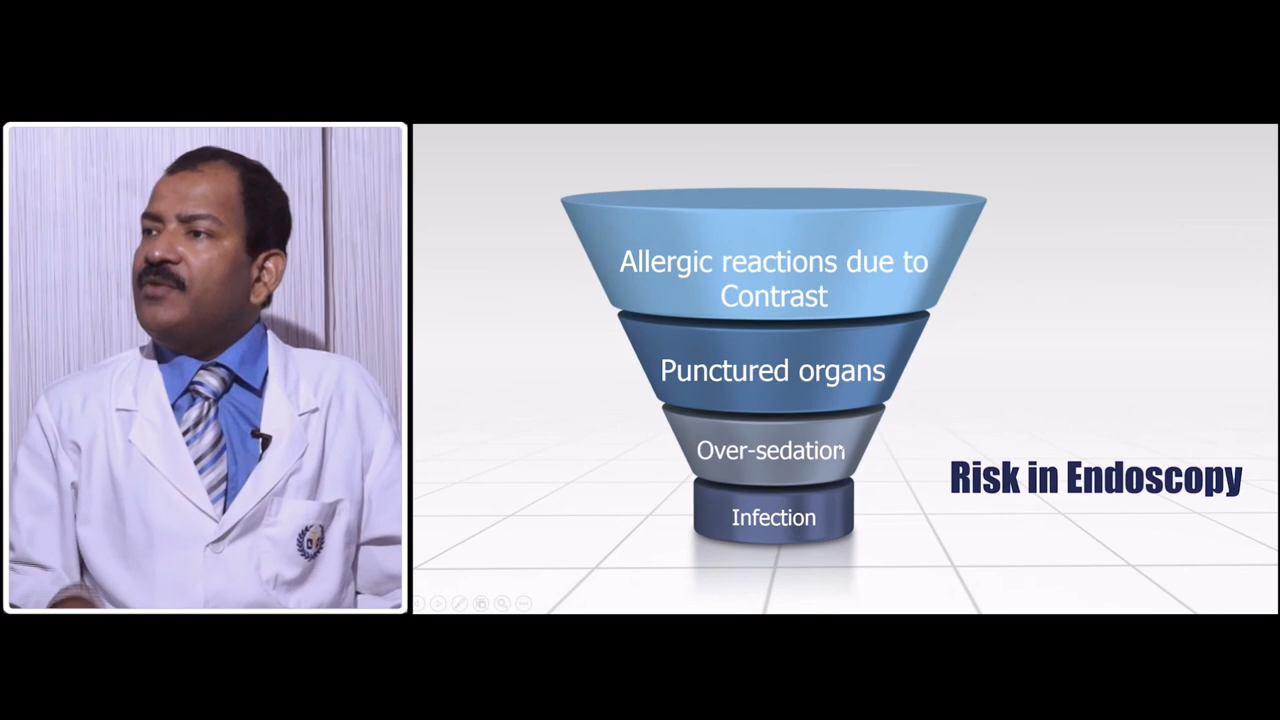 Allergic reactions due to
Contrast
Punctured organs
Over-sedation
Infection
Risk in Endoscopy